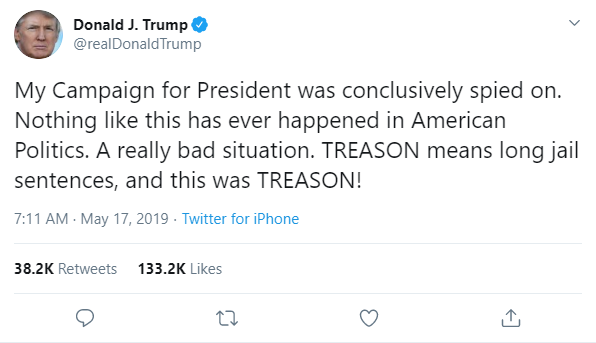 Donald J. Trump
@realDonaldTrump
My Campaign for President was conclusively spied on.
Nothing like this has ever happened in American
Politics. A really bad situation. TREASON means long jail
sentences, and this was TREASON!
7:11 AM · May 17, 2019 · Twitter for iPhone
38.2K Retweets 133.2K Likes